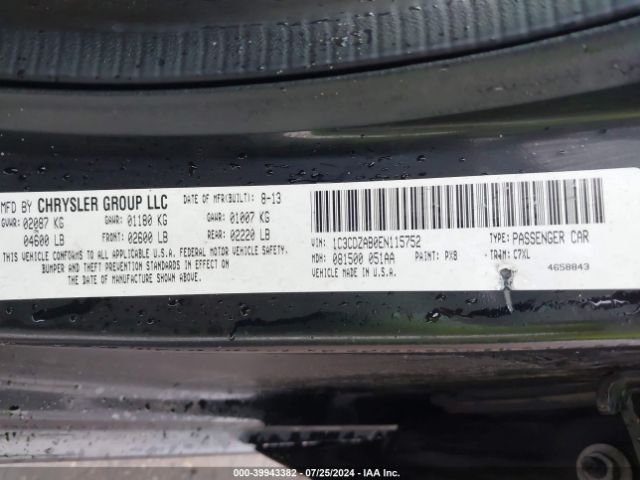 MFD BY CHRYSLER GROUP LLC DATE OF MFR(BUILT): 8-13
GVWR: 02087 KG GAWR: 01180 KG GAWR: 01007 KG
04600 LB FRONT: 02600 LB REAR: 02220 LB
THIS VEHICLE CONFORMS TO ALL APPLICABLE U.S.A. FEDERAL MOTOR VEHICLE SAFETY,
BUMPER AND THEFT PREVENTION STANDARDS IN EFFECT ON
THE DATE OF MANUFACTURE SHOWN ABOVE.
VIN: 1C3CDZAB0EN115752 TYPE: PASSENGER CAR
MDH: 081500 051AA PAINT: PX8 TRIM: C7XL
MADE IN U.S.A. 4658843
000-39943382 | 07/25/2024 | IAA Inc.